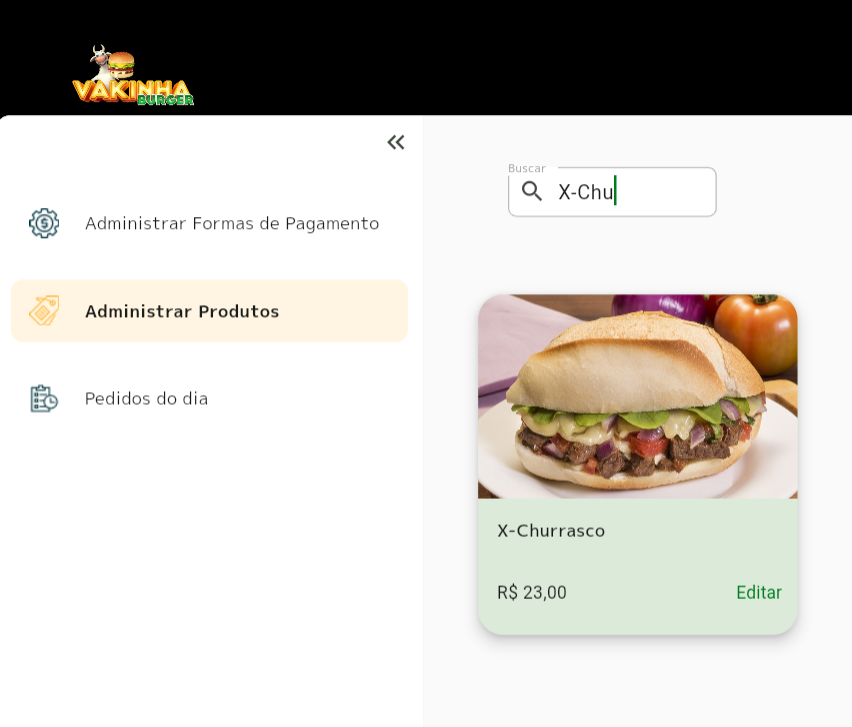 VAKINHA
BURGER
Administrar Formas de Pagamento
Administrar Produtos
Pedidos do dia
Buscar
X-Chu
X-Churrasco
R$ 23,00
Editar